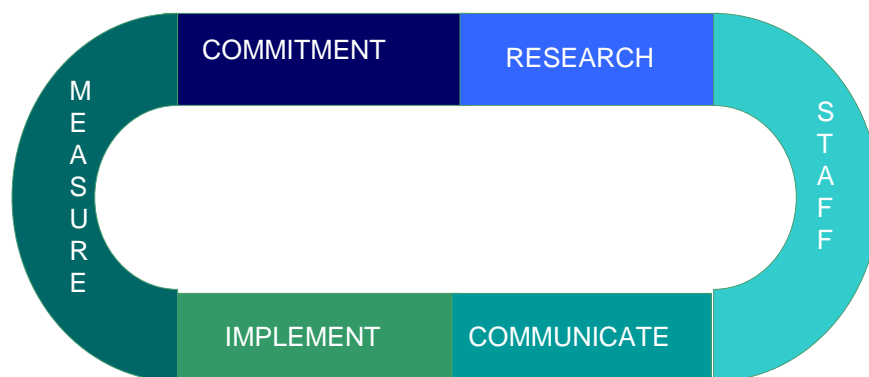 COMMITMENT
RESEARCH
STAFF
COMMUNICATE
IMPLEMENT
MEASURE